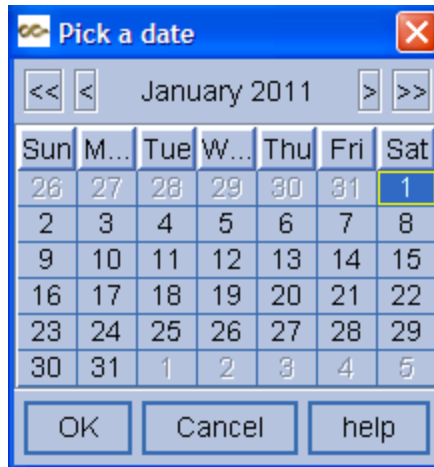 Pick a date
<< < January 2011 > >>
Sun M... Tue W... Thu Fri Sat
26 27 28 29 30 31 1
2 3 4 5 6 7 8
9 10 11 12 13 14 15
16 17 18 19 20 21 22
23 24 25 26 27 28 29
30 31 1 2 3 4 5
OK Cancel help